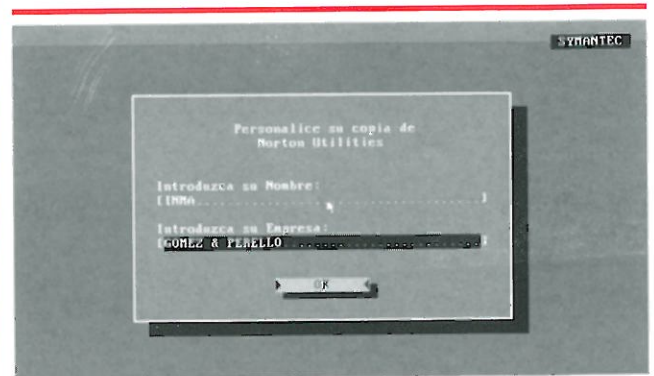 SYMANTEC
Personalice su copia de
Norton Utilities
Introduzca su Nombre:
[INMA.......................................]
Introduzca su Empresa:
[GOMEZ & PERELLO ...........................]
OK